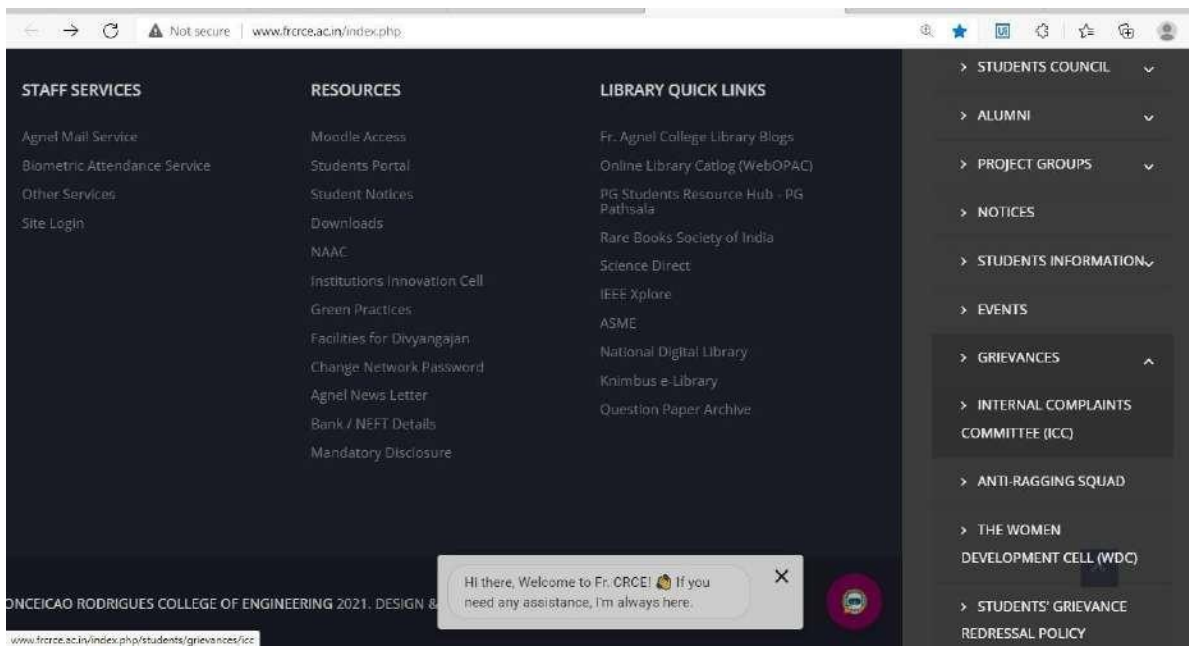 Not secure | www.frcrce.ac.in/index.php
STAFF SERVICES
Agnel Mail Service
Biometric Attendance Service
Other Services
Site Login
RESOURCES
Moodle Access
Students Portal
Student Notices
Downloads
NAAC
Institutions Innovation Cell
Green Practices
Facilities for Divyangajan
Change Network Password
Agnel News Letter
Bank / NEFT Details
Mandatory Disclosure
LIBRARY QUICK LINKS
Fr. Agnel College Library Blogs
Online Library Catlog (WebOPAC)
PG Students Resource Hub - PG
Pathsala
Rare Books Society of India
Science Direct
IEEE Xplore
ASME
National Digital Library
Knimbus e-Library
Question Paper Archive
> STUDENTS COUNCIL
> ALUMNI
> PROJECT GROUPS
> NOTICES
> STUDENTS INFORMATION
> EVENTS
> GRIEVANCES
> INTERNAL COMPLAINTS
COMMITTEE (ICC)
> ANTI-RAGGING SQUAD
> THE WOMEN
DEVELOPMENT CELL (WDC)
> STUDENTS' GRIEVANCE
REDRESSAL POLICY
Hi there, Welcome to Fr. CRCE! If you
need any assistance, I'm always here.
ONCEICAO RODRIGUES COLLEGE OF ENGINEERING 2021. DESIGN &
www.frcrce.ac.in/index.php/students/grievances/icc